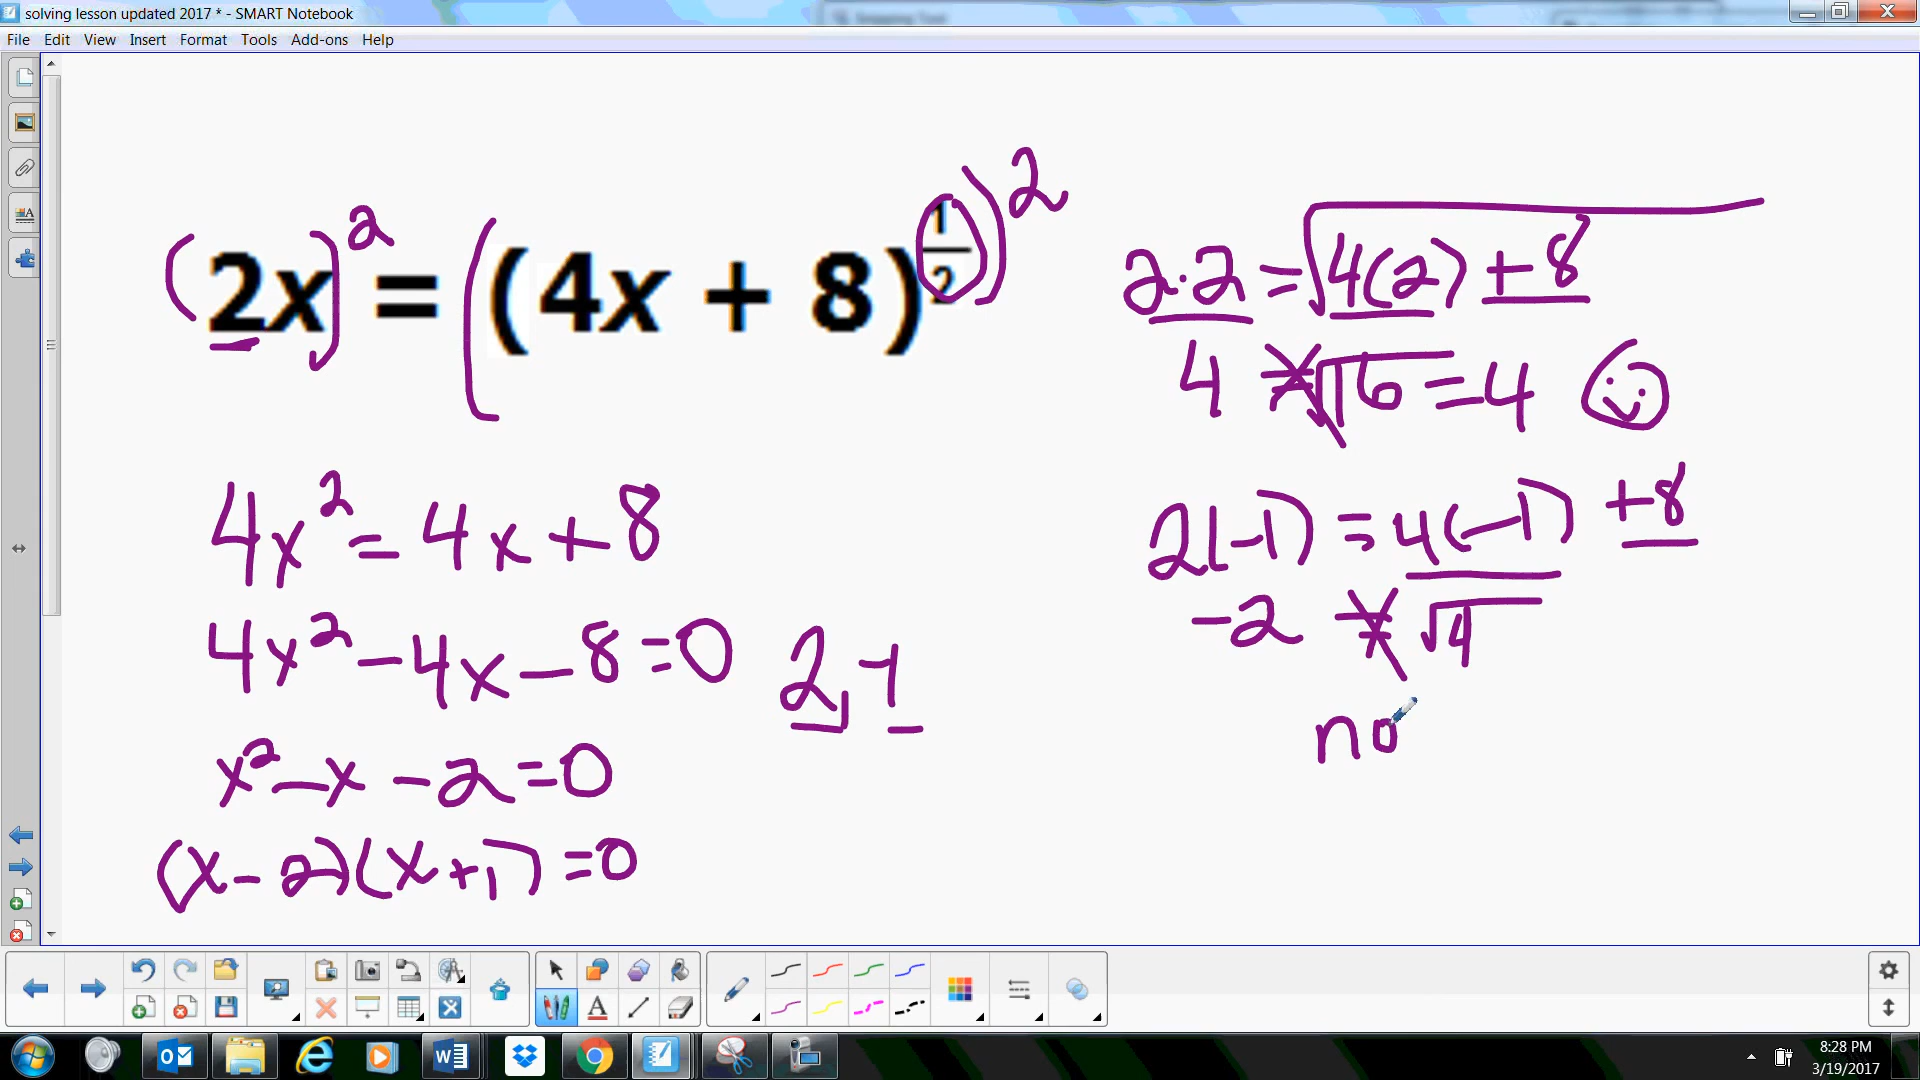 solving lesson updated 2017 * - SMART Notebook
File Edit View Insert Format Tools Add-ons Help
(2x)² = ((4x + 8)^(1/2))²
4x² = 4x + 8
4x² - 4x - 8 = 0
2, -1
x² - x - 2 = 0
(x - 2)(x + 1) = 0
2·2 = √4(2) + 8
4 = √16 = 4
2(-1) = 4(-1) + 8
-2 = √4
no
8:28 PM
3/19/2017